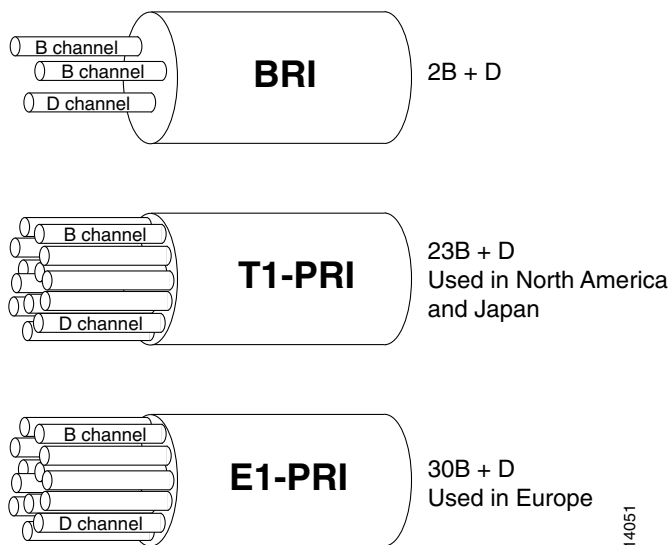 B channel
B channel
D channel
BRI
2B + D
B channel
D channel
T1-PRI
23B + D
Used in North America
and Japan
B channel
D channel
E1-PRI
30B + D
Used in Europe
14051